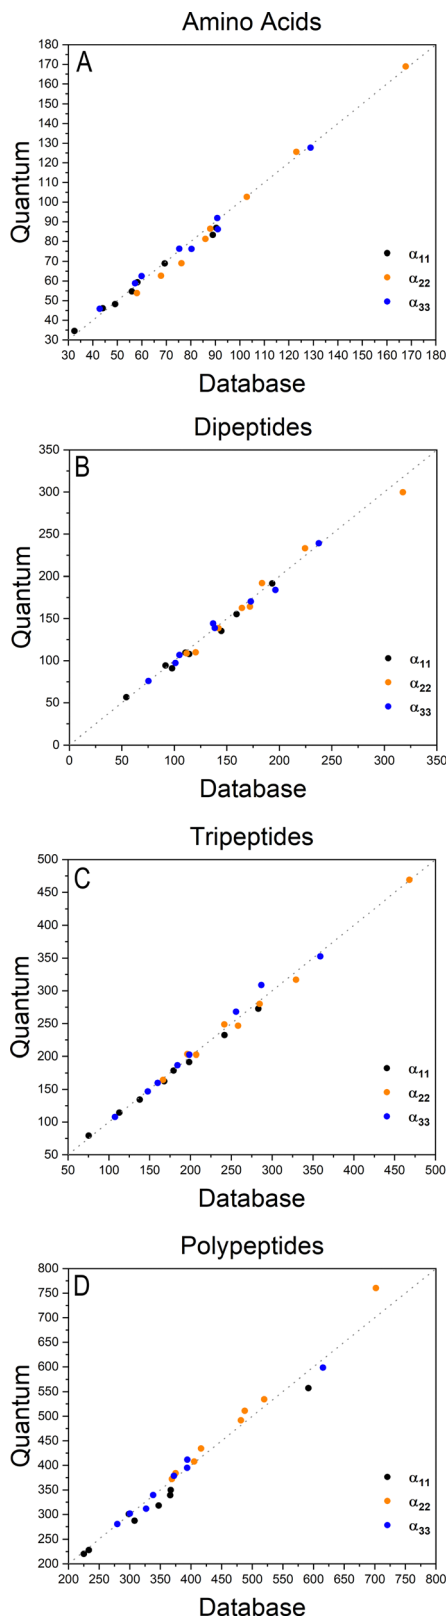 Amino Acids
A
180
170
160
150
140
130
120
110
100
90
80
70
60
50
40
30
Quantum
α11
α22
α33
30 40 50 60 70 80 90 100 110 120 130 140 150 160 170 180
Database
Dipeptides
B
350
300
250
200
150
100
50
0
Quantum
α11
α22
α33
0 50 100 150 200 250 300 350
Database
Tripeptides
C
500
450
400
350
300
250
200
150
100
50
Quantum
α11
α22
α33
50 100 150 200 250 300 350 400 450 500
Database
Polypeptides
D
800
750
700
650
600
550
500
450
400
350
300
250
200
Quantum
α11
α22
α33
200 250 300 350 400 450 500 550 600 650 700 750 800
Database